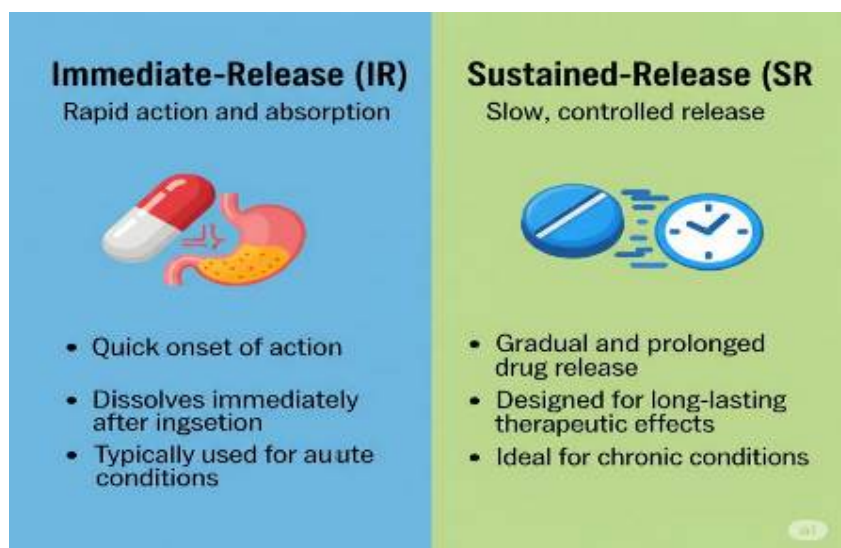 Immediate-Release (IR)
Rapid action and absorption
• Quick onset of action
• Dissolves immediately
after ingsetion
• Typically used for auute
conditions
Sustained-Release (SR
Slow, controlled release
• Gradual and prolonged
drug release
• Designed for long-lasting
therapeutic effects
• Ideal for chronic conditions